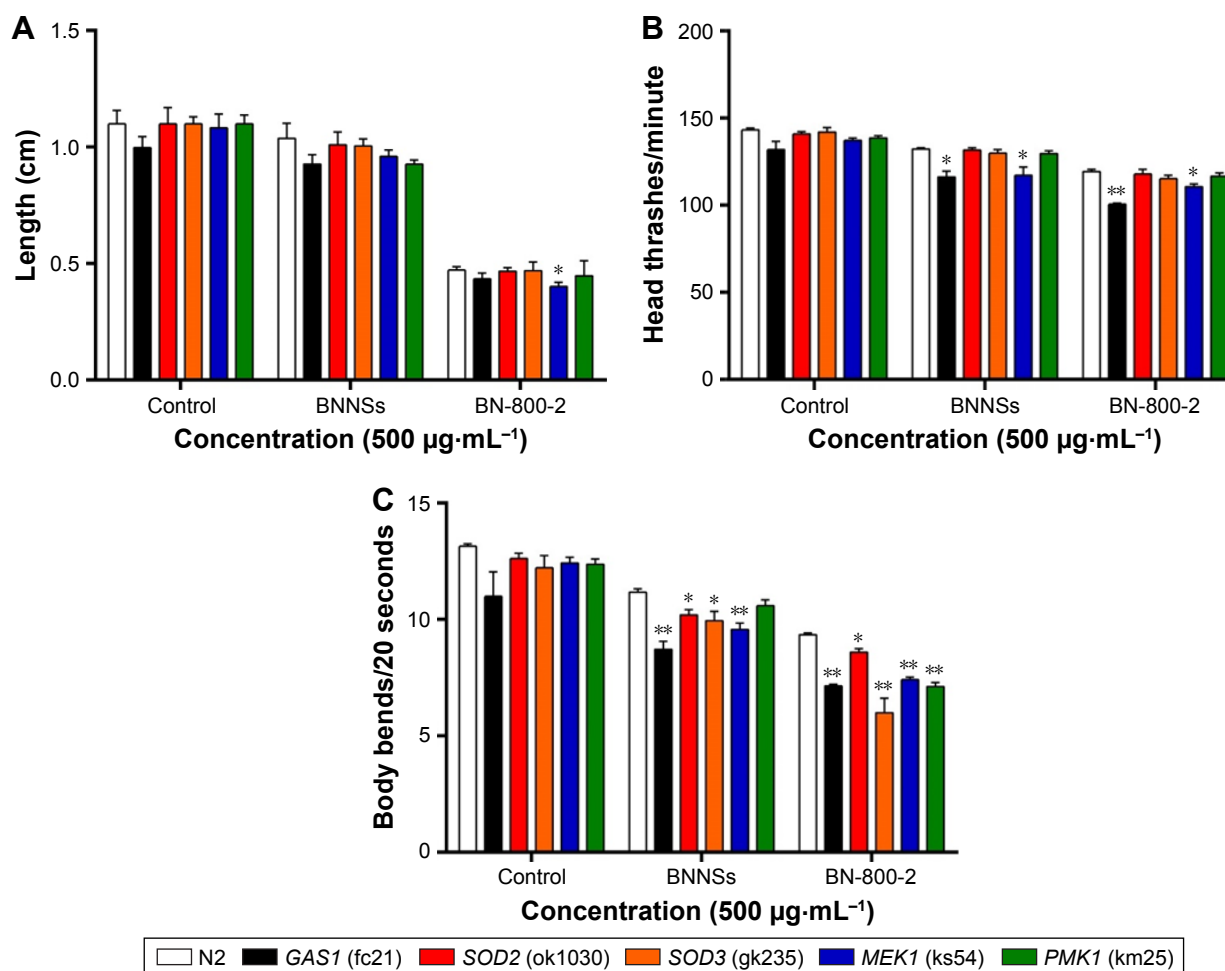 A
Length (cm)
1.5
1.0
0.5
0.0
*
Control BNNSs BN-800-2
Concentration (500 µg·mL⁻¹)
B
Head thrashes/minute
200
150
100
50
0
* * ** *
Control BNNSs BN-800-2
Concentration (500 µg·mL⁻¹)
C
Body bends/20 seconds
15
10
5
0
** * * ** ** * ** ** **
Control BNNSs BN-800-2
Concentration (500 µg·mL⁻¹)
N2 GAS1 (fc21) SOD2 (ok1030) SOD3 (gk235) MEK1 (ks54) PMK1 (km25)